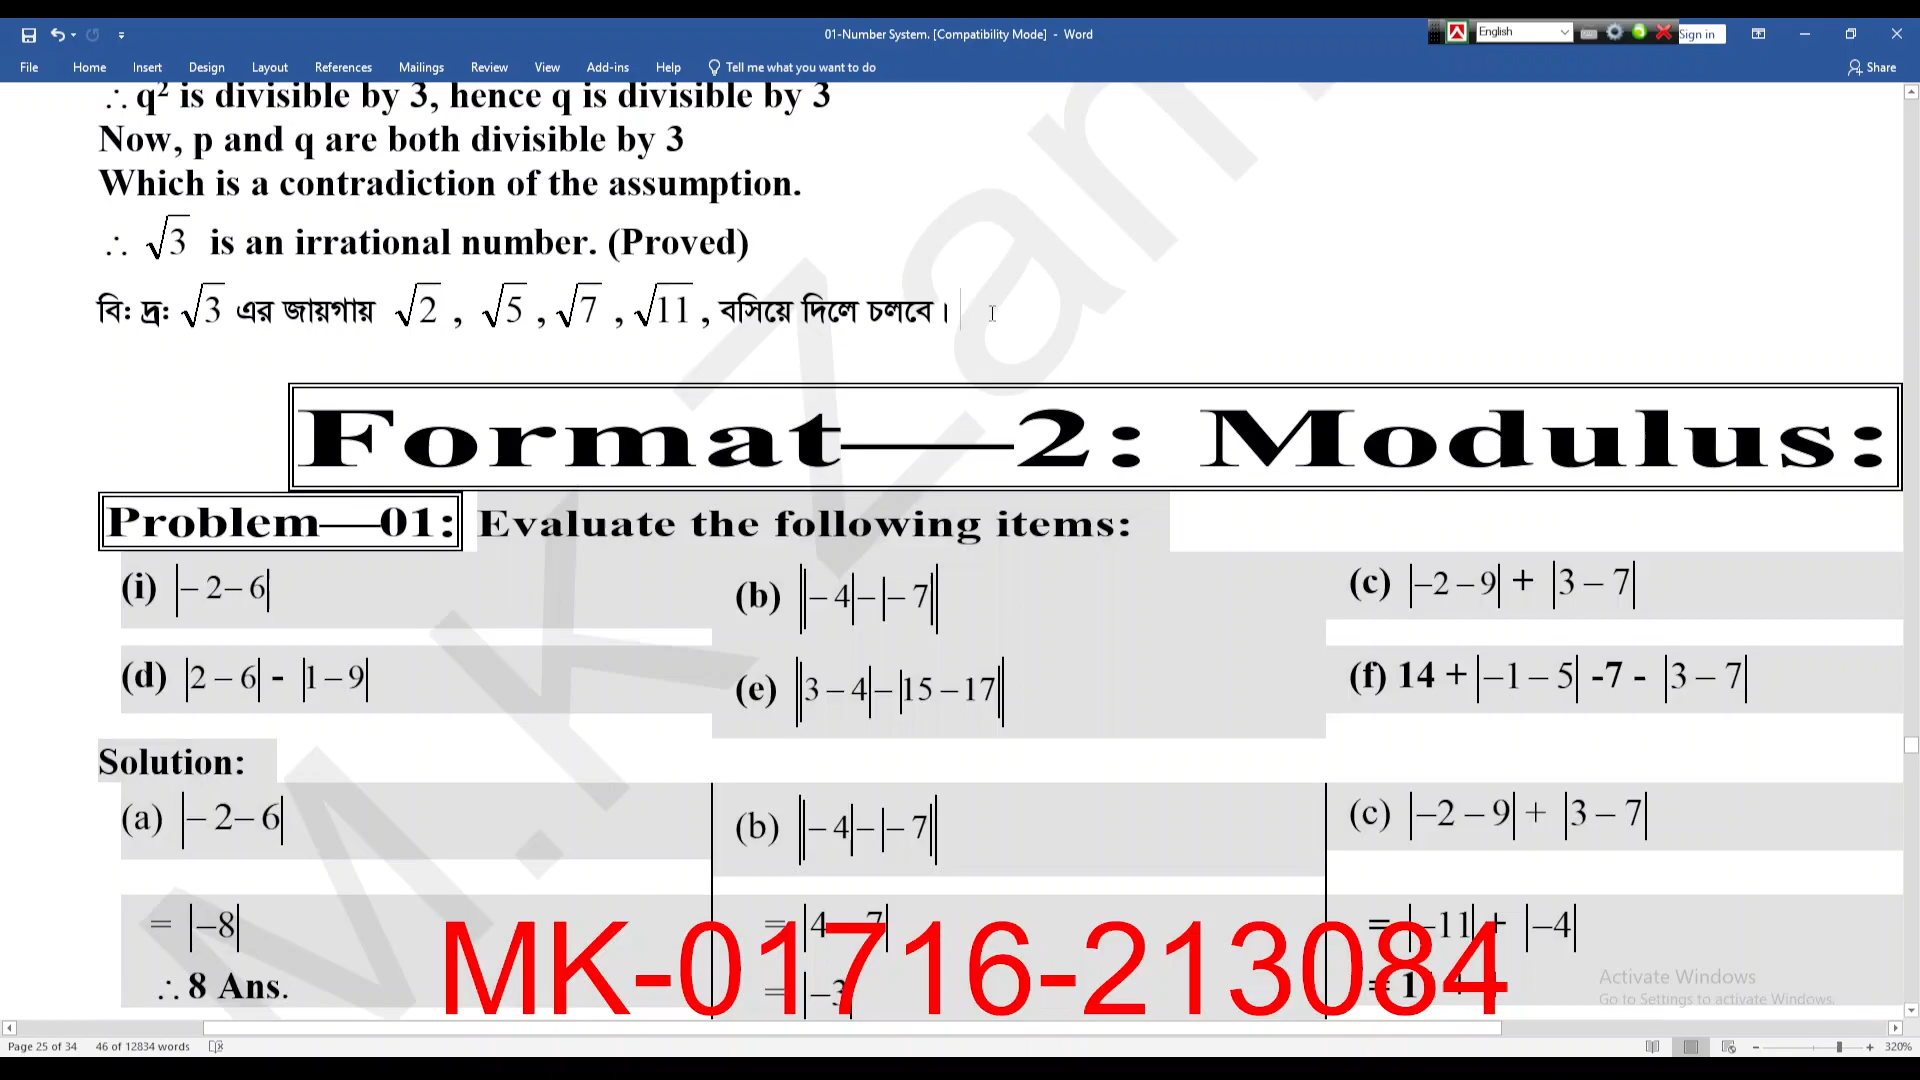 01-Number System. [Compatibility Mode] - Word
English
Sign in
File Home Insert Design Layout References Mailings Review View Add-ins Help Tell me what you want to do Share
∴ q² is divisible by 3, hence q is divisible by 3
Now, p and q are both divisible by 3
Which is a contradiction of the assumption.
∴ √3 is an irrational number. (Proved)
বিঃ দ্রঃ √3 এর জায়গায় √2 , √5 , √7 , √11 , বসিয়ে দিলে চলবে।
Format—2: Modulus:
Problem—01: Evaluate the following items:
(i) |– 2– 6| (b) ||– 4|–|– 7|| (c) |–2 – 9| + |3 – 7|
(d) |2 – 6| - |1 – 9| (e) ||3 – 4|–|15 – 17|| (f) 14 + |–1 – 5| -7 - |3 – 7|
Solution:
(a) |– 2– 6| (b) ||– 4|–|– 7|| (c) |–2 – 9| + |3 – 7|
= |–8| = |4 – 7| = |–11| + |–4|
∴ 8 Ans. = |–3|
MK-01716-213084
Activate Windows
Go to Settings to activate Windows.
Page 25 of 34 46 of 12834 words 320%